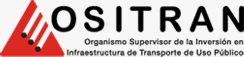 OSITRAN
Organismo Supervisor de la Inversión en
Infraestructura de Transporte de Uso Público